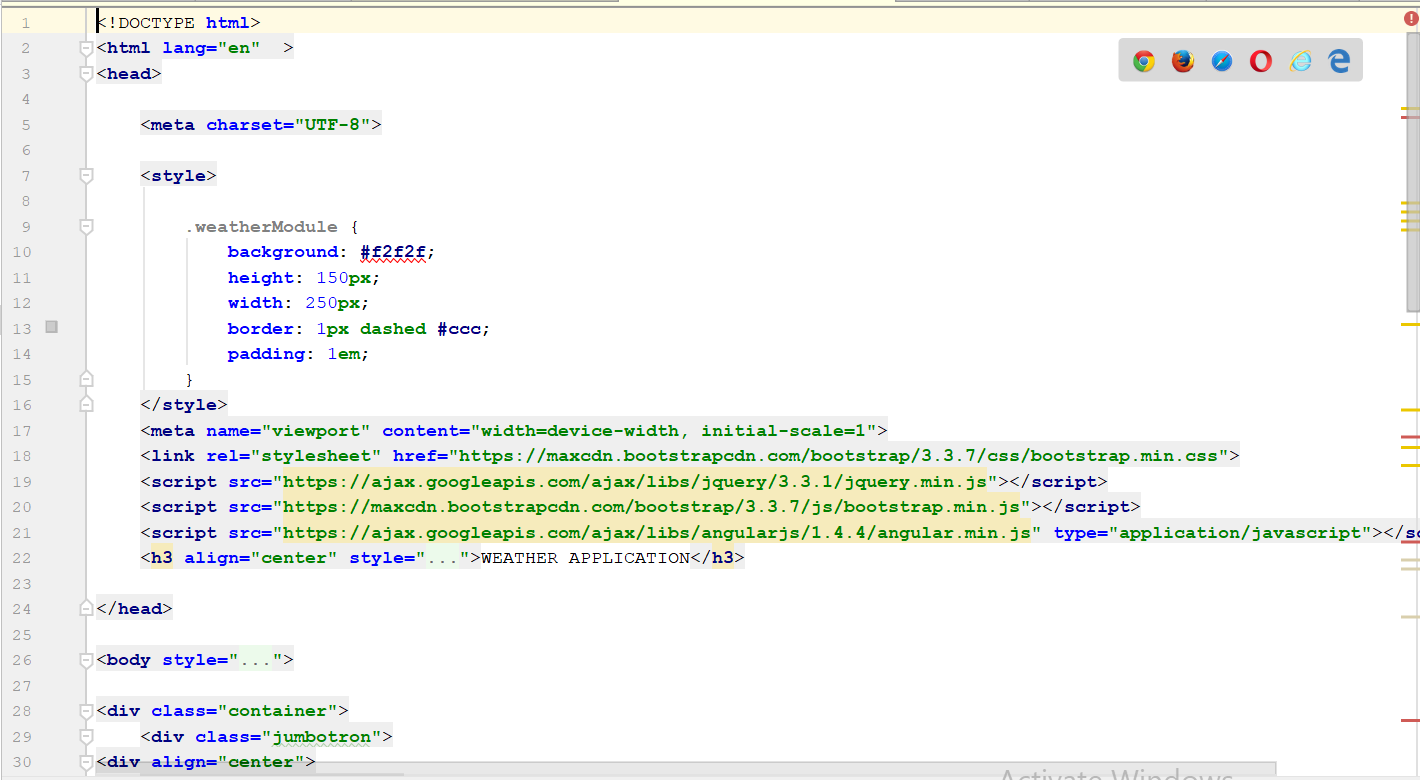 1 <!DOCTYPE html>
2 <html lang="en"  >
3 <head>
4
5     <meta charset="UTF-8">
6
7     <style>
8
9         .weatherModule {
10             background: #f2f2f;
11             height: 150px;
12             width: 250px;
13             border: 1px dashed #ccc;
14             padding: 1em;
15         }
16     </style>
17     <meta name="viewport" content="width=device-width, initial-scale=1">
18     <link rel="stylesheet" href="https://maxcdn.bootstrapcdn.com/bootstrap/3.3.7/css/bootstrap.min.css">
19     <script src="https://ajax.googleapis.com/ajax/libs/jquery/3.3.1/jquery.min.js"></script>
20     <script src="https://maxcdn.bootstrapcdn.com/bootstrap/3.3.7/js/bootstrap.min.js"></script>
21     <script src="https://ajax.googleapis.com/ajax/libs/angularjs/1.4.4/angular.min.js" type="application/javascript"></sc
22     <h3 align="center" style="...">WEATHER APPLICATION</h3>
23
24 </head>
25
26 <body style="...">
27
28 <div class="container">
29     <div class="jumbotron">
30 <div align="center">
Activate Windows